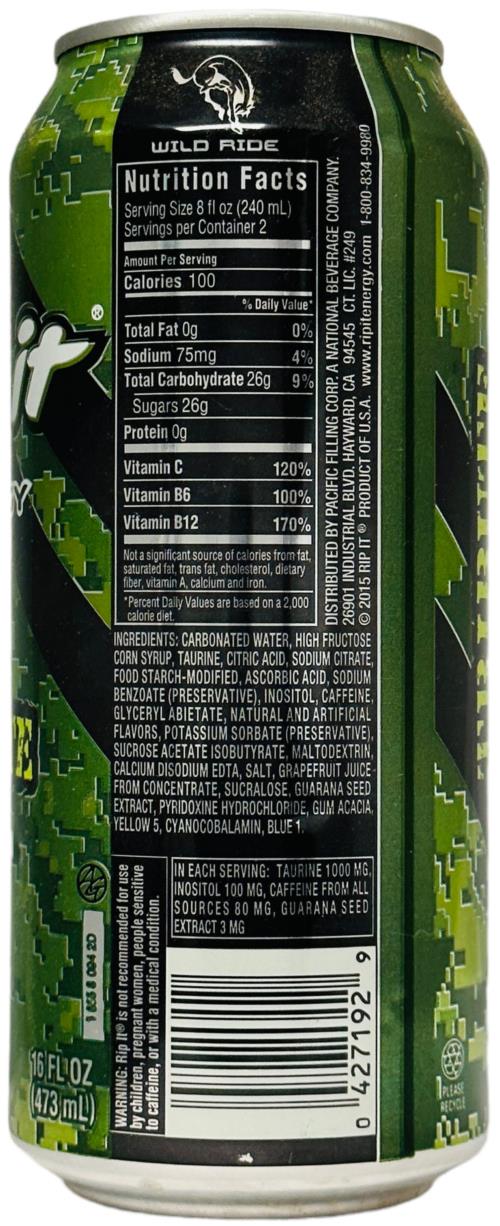 WILD RIDE
Nutrition Facts
Serving Size 8 fl oz (240 mL)
Servings per Container 2
Amount Per Serving
Calories 100
% Daily Value*
Total Fat 0g 0%
Sodium 75mg 4%
Total Carbohydrate 26g 9%
Sugars 26g
Protein 0g
Vitamin C 120%
Vitamin B6 100%
Vitamin B12 170%
Not a significant source of calories from fat,
saturated fat, trans fat, cholesterol, dietary
fiber, vitamin A, calcium and iron.
*Percent Daily Values are based on a 2,000
calorie diet.
DISTRIBUTED BY PACIFIC FILLING CORP. A NATIONAL BEVERAGE COMPANY.
26901 INDUSTRIAL BLVD. HAYWARD, CA 94545 CT. LIC. #249
© 2015 RIP IT® PRODUCT OF U.S.A. www.ripitenergy.com 1-800-834-9980
INGREDIENTS: CARBONATED WATER, HIGH FRUCTOSE
CORN SYRUP, TAURINE, CITRIC ACID, SODIUM CITRATE,
FOOD STARCH-MODIFIED, ASCORBIC ACID, SODIUM
BENZOATE (PRESERVATIVE), INOSITOL, CAFFEINE,
GLYCERYL ABIETATE, NATURAL AND ARTIFICIAL
FLAVORS, POTASSIUM SORBATE (PRESERVATIVE),
SUCROSE ACETATE ISOBUTYRATE, MALTODEXTRIN,
CALCIUM DISODIUM EDTA, SALT, GRAPEFRUIT JUICE
FROM CONCENTRATE, SUCRALOSE, GUARANA SEED
EXTRACT, PYRIDOXINE HYDROCHLORIDE, GUM ACACIA,
YELLOW 5, CYANOCOBALAMIN, BLUE 1.
WARNING: Rip It® is not recommended for use
by children, pregnant women, people sensitive
to caffeine, or with a medical condition.
IN EACH SERVING: TAURINE 1000 MG,
INOSITOL 100 MG, CAFFEINE FROM ALL
SOURCES 80 MG, GUARANA SEED
EXTRACT 3 MG
0 427192 9
it®
Y
E
16 FL OZ
(473 mL)
PLEASE
RECYCLE